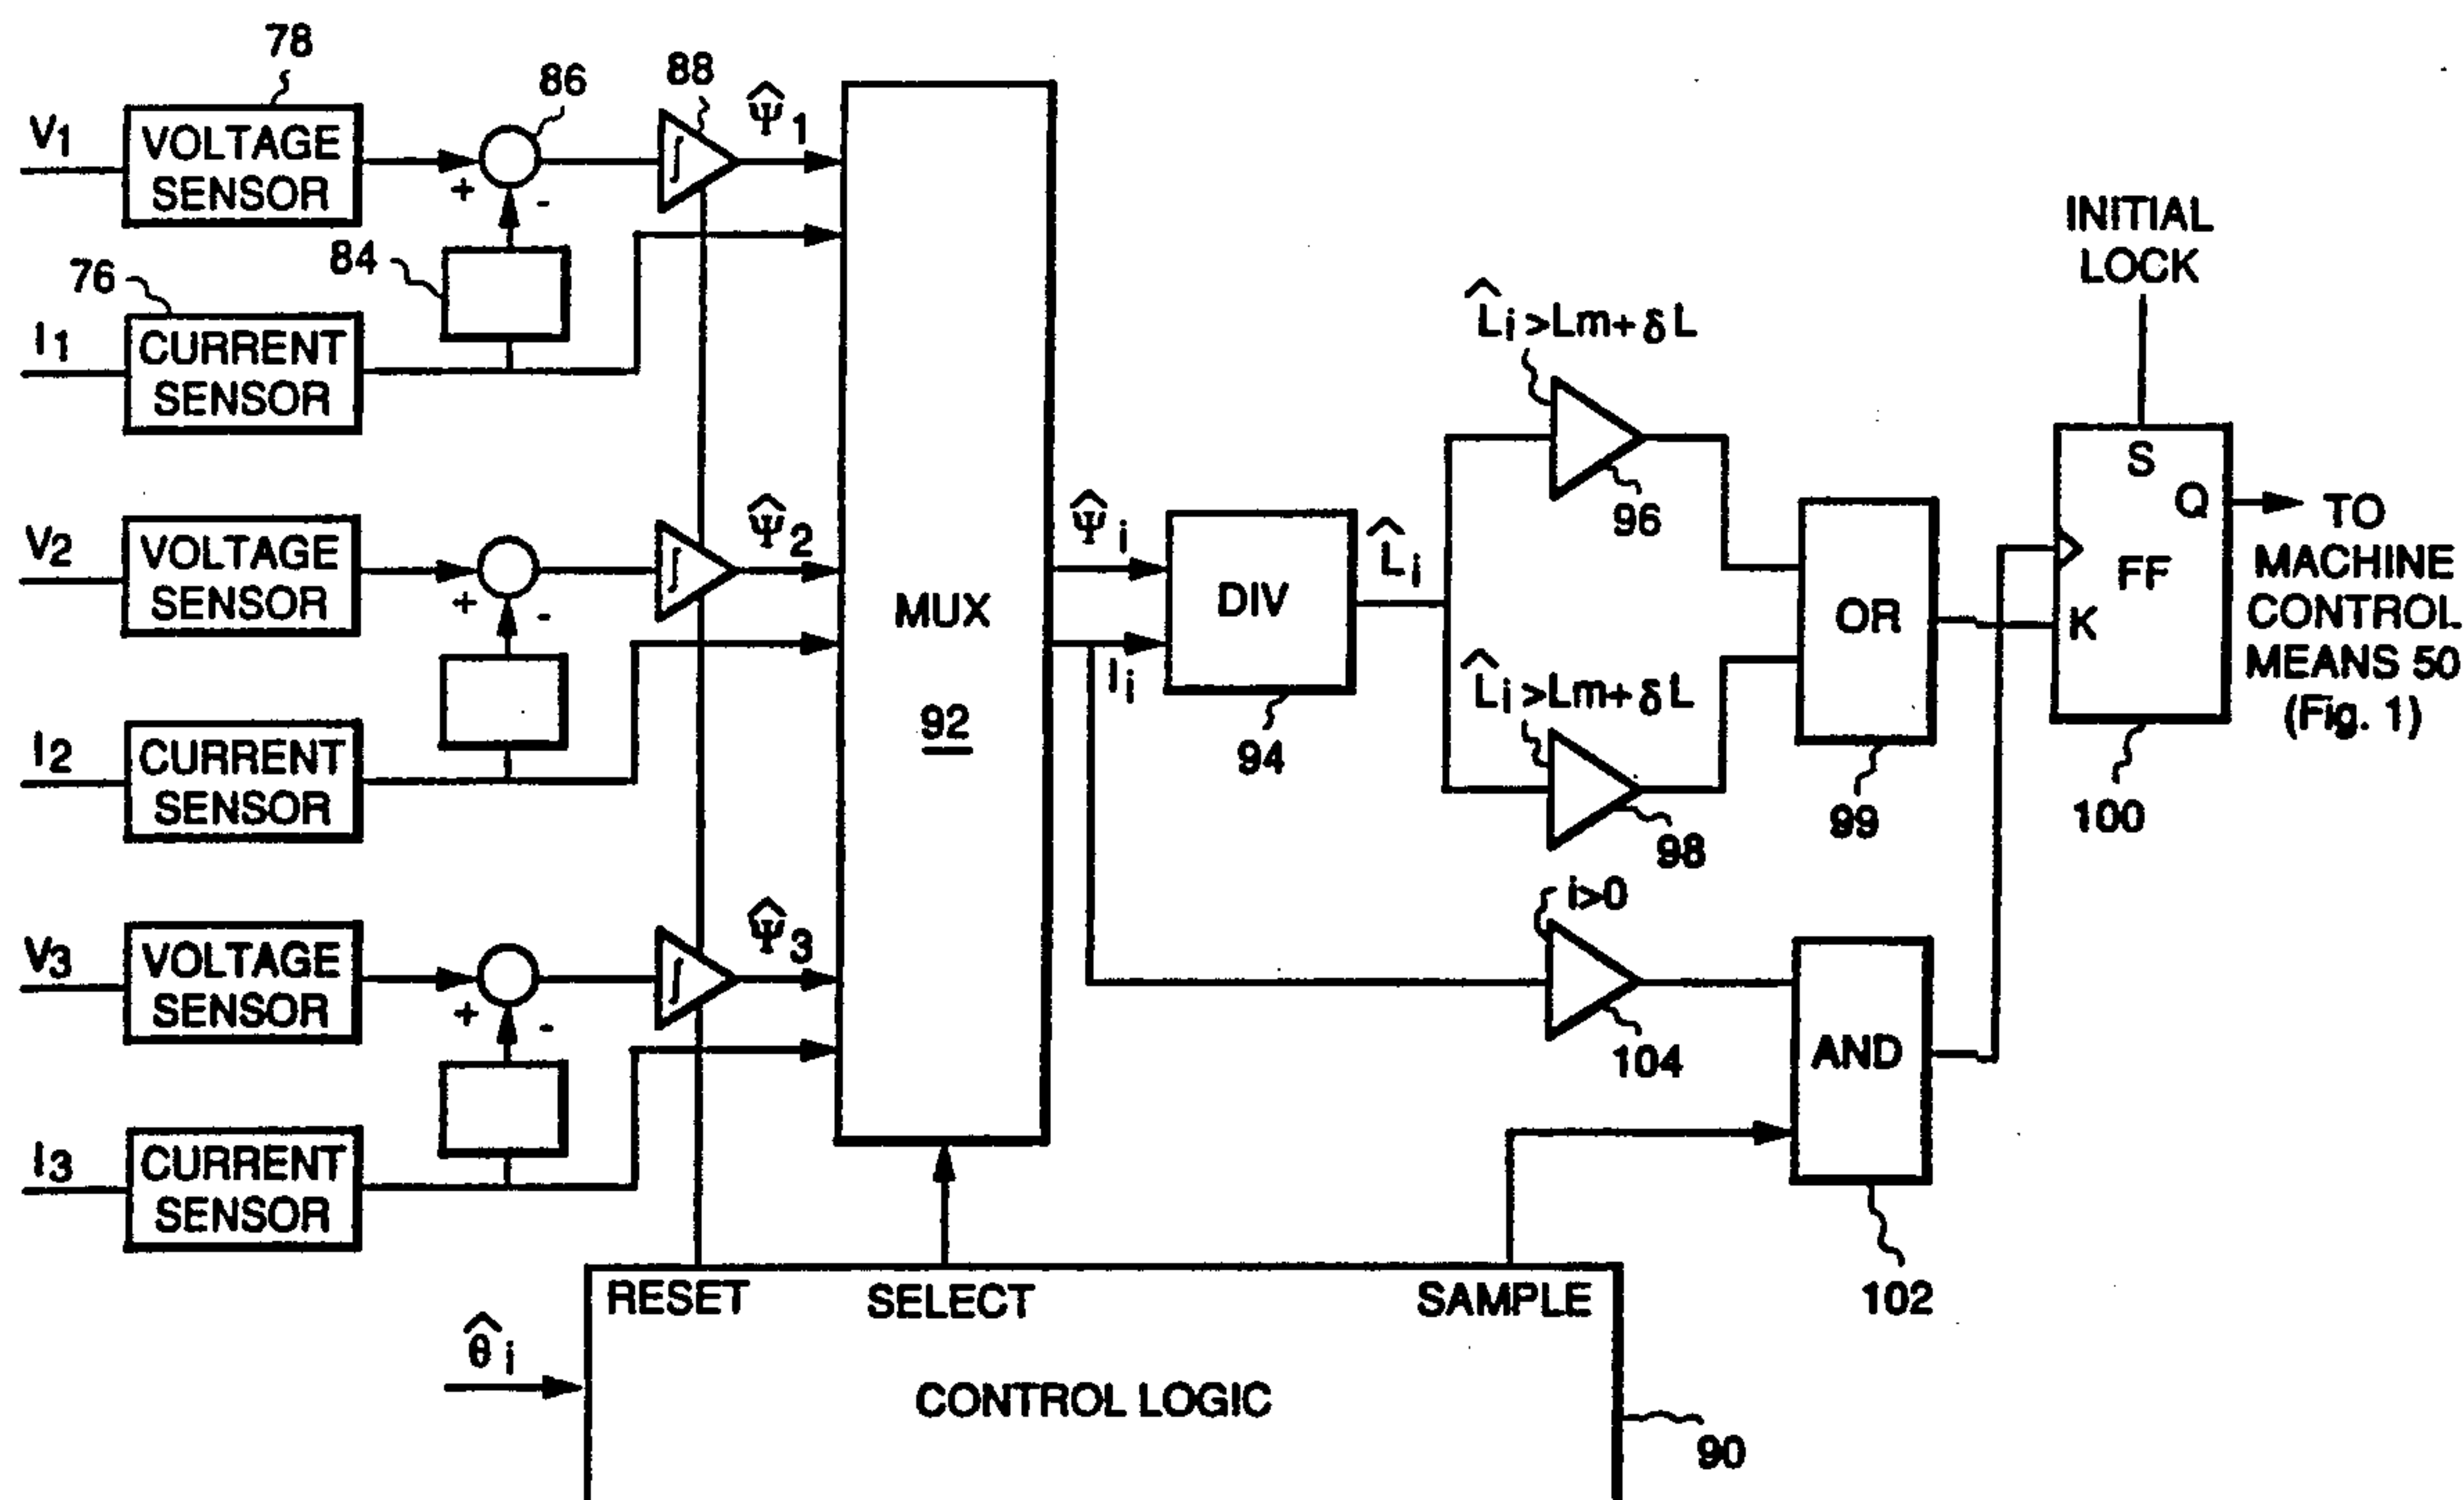 78
86
88
V1
VOLTAGE
SENSOR
+
-
∫
Ψ̂1
84
76
I1
CURRENT
SENSOR
V2
VOLTAGE
SENSOR
+
-
∫
Ψ̂2
I2
CURRENT
SENSOR
V3
VOLTAGE
SENSOR
+
-
∫
Ψ̂3
I3
CURRENT
SENSOR
MUX
92
Ψ̂i
Ii
DIV
94
L̂i
L̂i>Lm+δL
96
L̂i>Lm+δL
98
i>0
104
OR
99
AND
102
INITIAL
LOCK
S
Q
FF
K
100
TO
MACHINE
CONTROL
MEANS 50
(Fig. 1)
RESET
SELECT
SAMPLE
θ̂i
CONTROL LOGIC
90